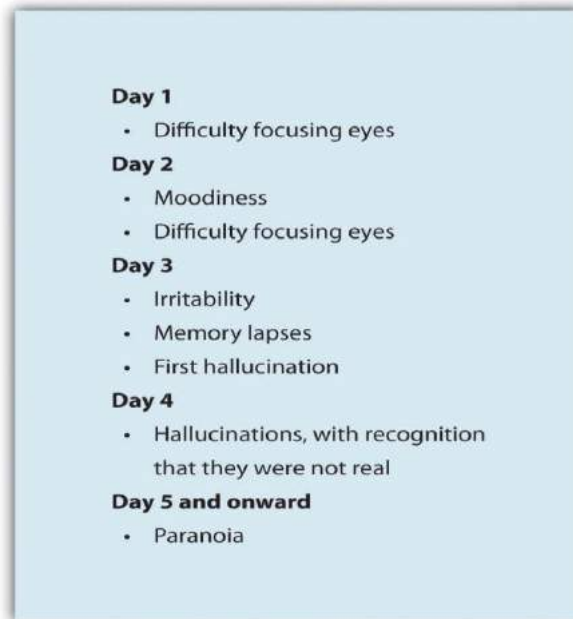 Day 1
• Difficulty focusing eyes
Day 2
• Moodiness
• Difficulty focusing eyes
Day 3
• Irritability
• Memory lapses
• First hallucination
Day 4
• Hallucinations, with recognition
that they were not real
Day 5 and onward
• Paranoia